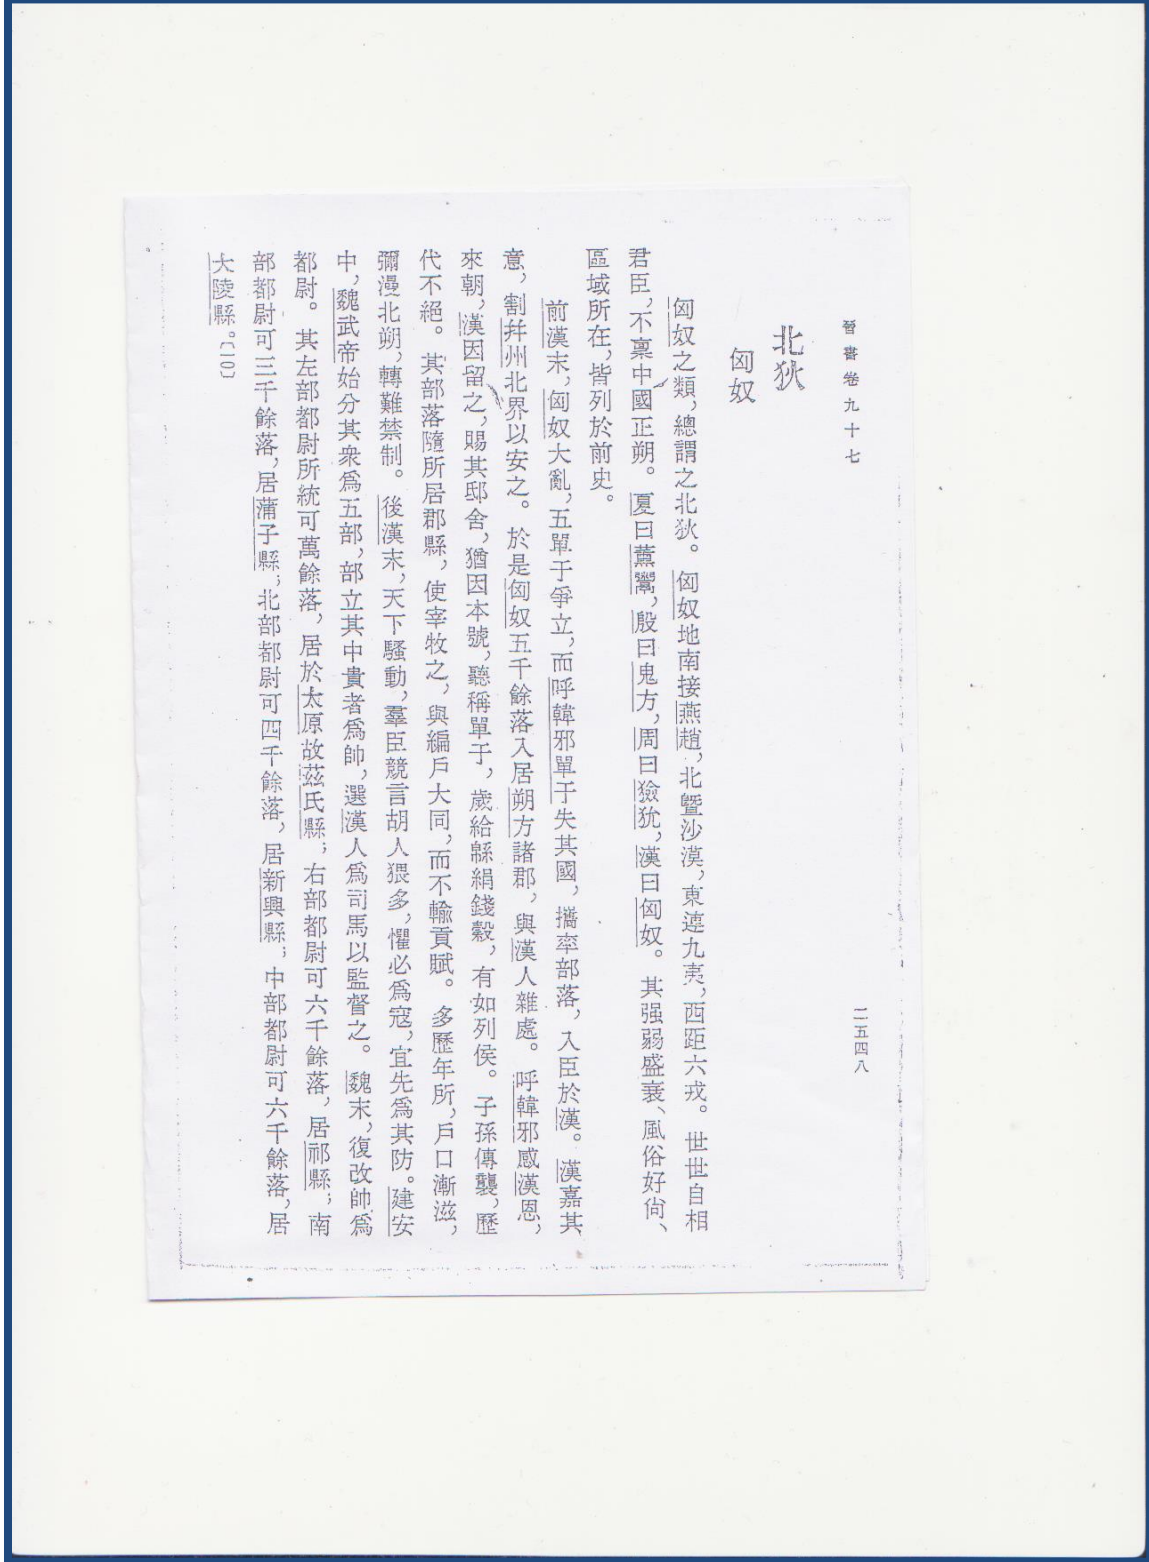 晉書卷九十七
二五四八
北狄
匈奴
匈奴之類，總謂之北狄。匈奴地南接燕趙，北暨沙漠，東連九夷，西距六戎。世世自相
君臣，不稟中國正朔。夏曰薰鬻，殷曰鬼方，周曰獫狁，漢曰匈奴。其强弱盛衰、風俗好尙、
區域所在，皆列於前史。
前漢末，匈奴大亂，五單于爭立，而呼韓邪單于失其國，攜率部落，入臣於漢。漢嘉其
意，割幷州北界以安之。於是匈奴五千餘落入居朔方諸郡，與漢人雜處。呼韓邪感漢恩，
來朝，漢因留之，賜其邸舍，猶因本號，聽稱單于，歲給緜絹錢穀，有如列侯。子孫傳襲，歷
代不絕。其部落隨所居郡縣，使宰牧之，與編戶大同，而不輸貢賦。多歷年所，戶口漸滋，
彌漫北朔，轉難禁制。後漢末，天下騷動，羣臣競言胡人猥多，懼必爲寇，宜先爲其防。建安
中，魏武帝始分其衆爲五部，部立其中貴者爲帥，選漢人爲司馬以監督之。魏末，復改帥爲
都尉。其左部都尉所統可萬餘落，居於太原故茲氏縣；右部都尉可六千餘落，居祁縣；南
部都尉可三千餘落，居蒲子縣；北部都尉可四千餘落，居新興縣；中部都尉可六千餘落，居
大陵縣。〔一〇〕